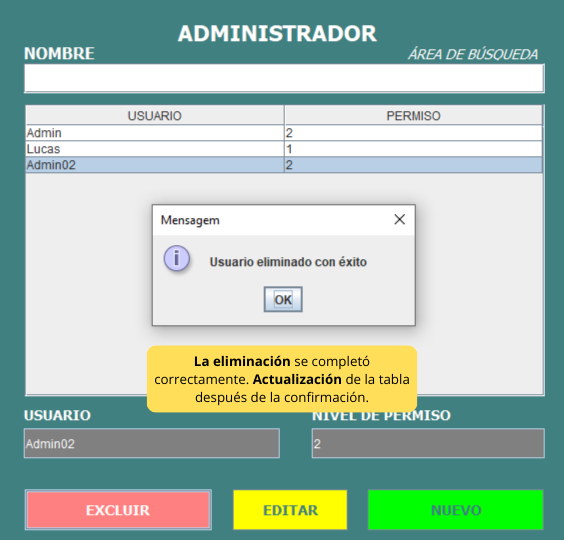 ADMINISTRADOR
NOMBRE
ÁREA DE BÚSQUEDA
USUARIO PERMISO
Admin 2
Lucas 1
Admin02 2
Mensagem
i
Usuario eliminado con éxito
OK
La eliminación se completó
correctamente. Actualización de la tabla
después de la confirmación.
USUARIO
NIVEL DE PERMISO
Admin02
2
EXCLUIR
EDITAR
NUEVO